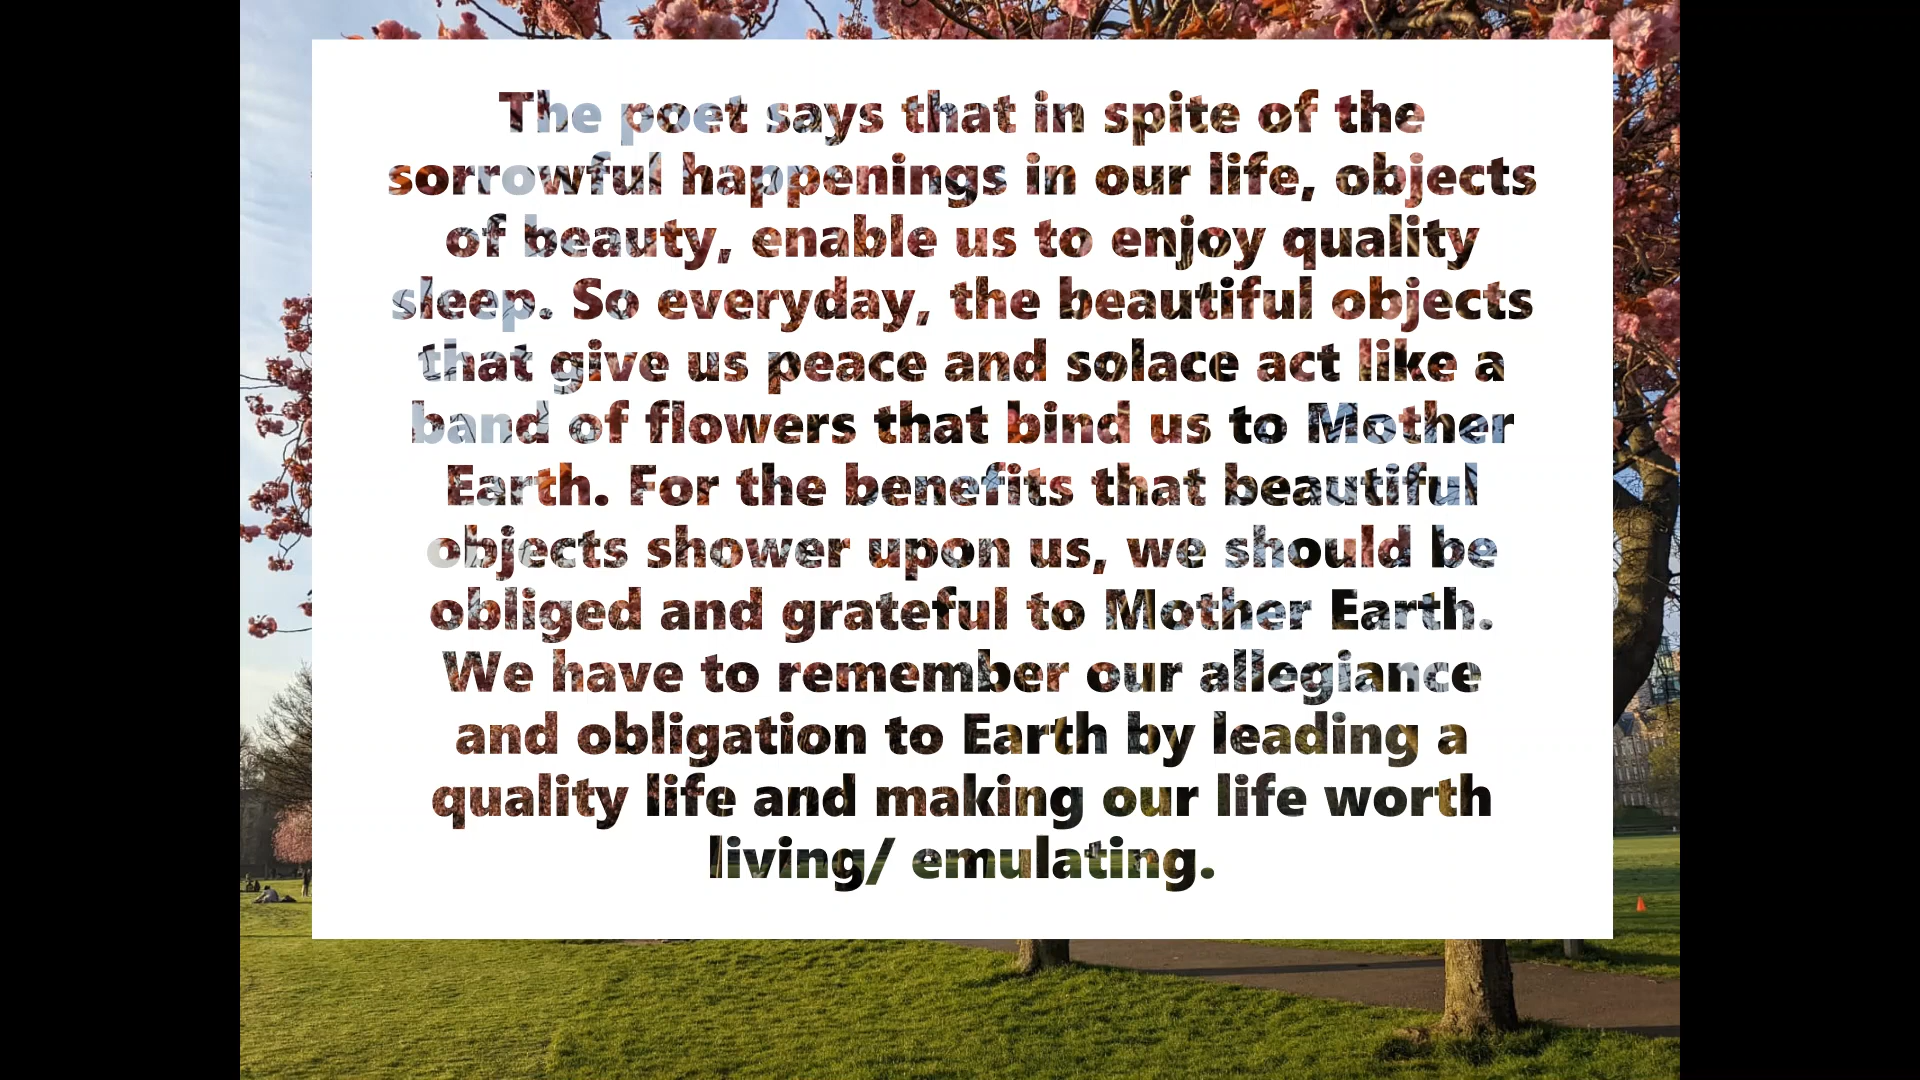 The poet says that in spite of the
sorrowful happenings in our life, objects
of beauty, enable us to enjoy quality
sleep. So everyday, the beautiful objects
that give us peace and solace act like a
band of flowers that bind us to Mother
Earth. For the benefits that beautiful
objects shower upon us, we should be
obliged and grateful to Mother Earth.
We have to remember our allegiance
and obligation to Earth by leading a
quality life and making our life worth
living/ emulating.